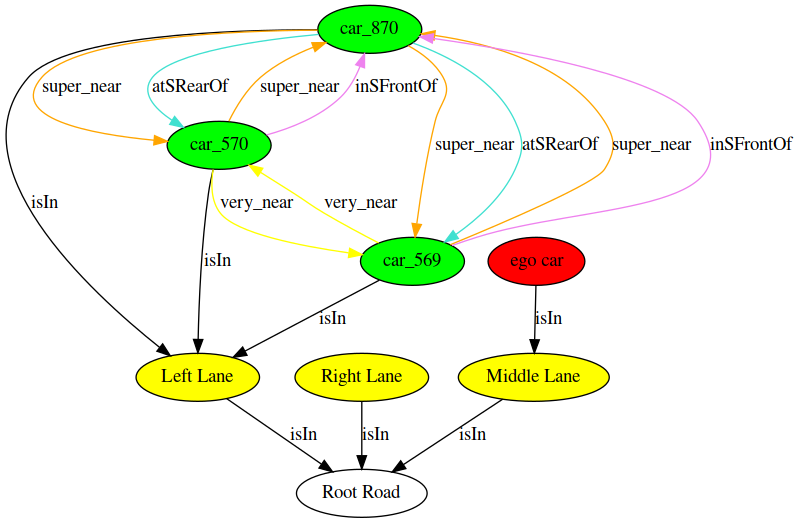 car_870
super_near
atSRearOf
super_near
inSFrontOf
car_570
super_near
atSRearOf
super_near
inSFrontOf
isIn
very_near
very_near
isIn
car_569
ego car
isIn
isIn
Left Lane
Right Lane
Middle Lane
isIn
isIn
isIn
Root Road